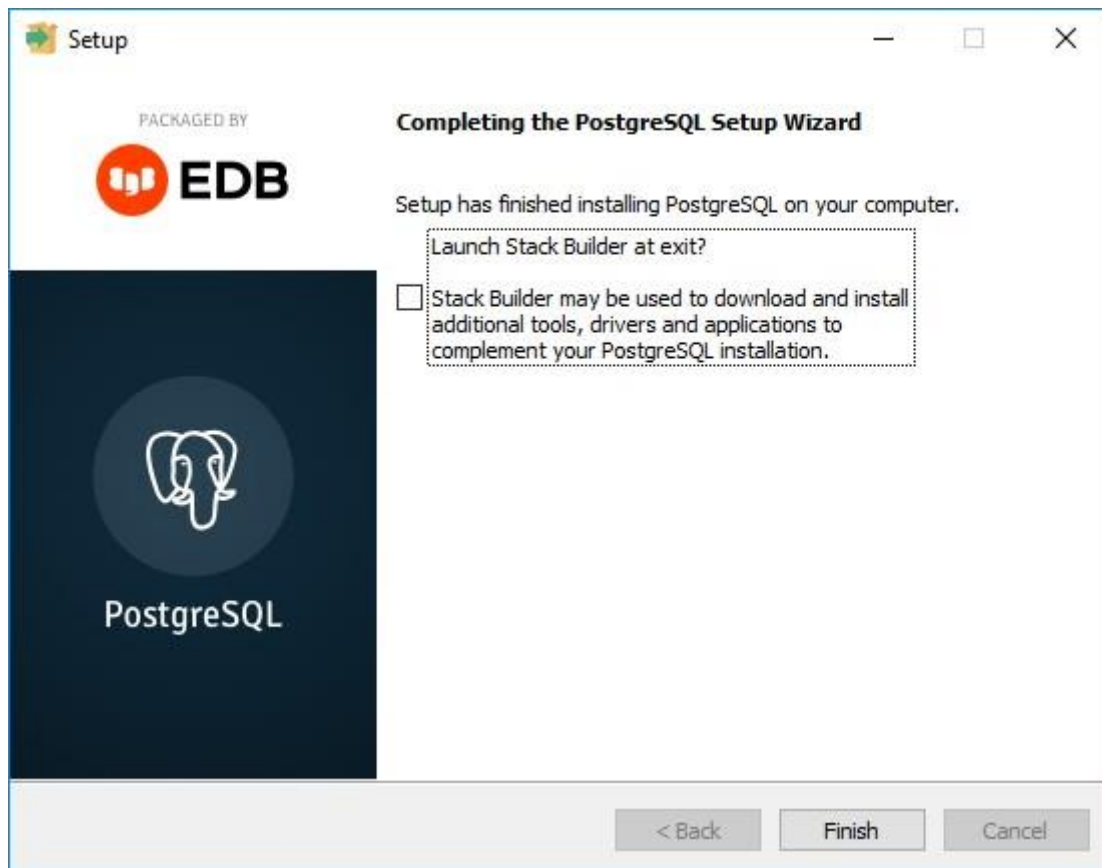 Setup
PACKAGED BY
EDB
Completing the PostgreSQL Setup Wizard
Setup has finished installing PostgreSQL on your computer.
Launch Stack Builder at exit?
Stack Builder may be used to download and install
additional tools, drivers and applications to
complement your PostgreSQL installation.
PostgreSQL
< Back
Finish
Cancel